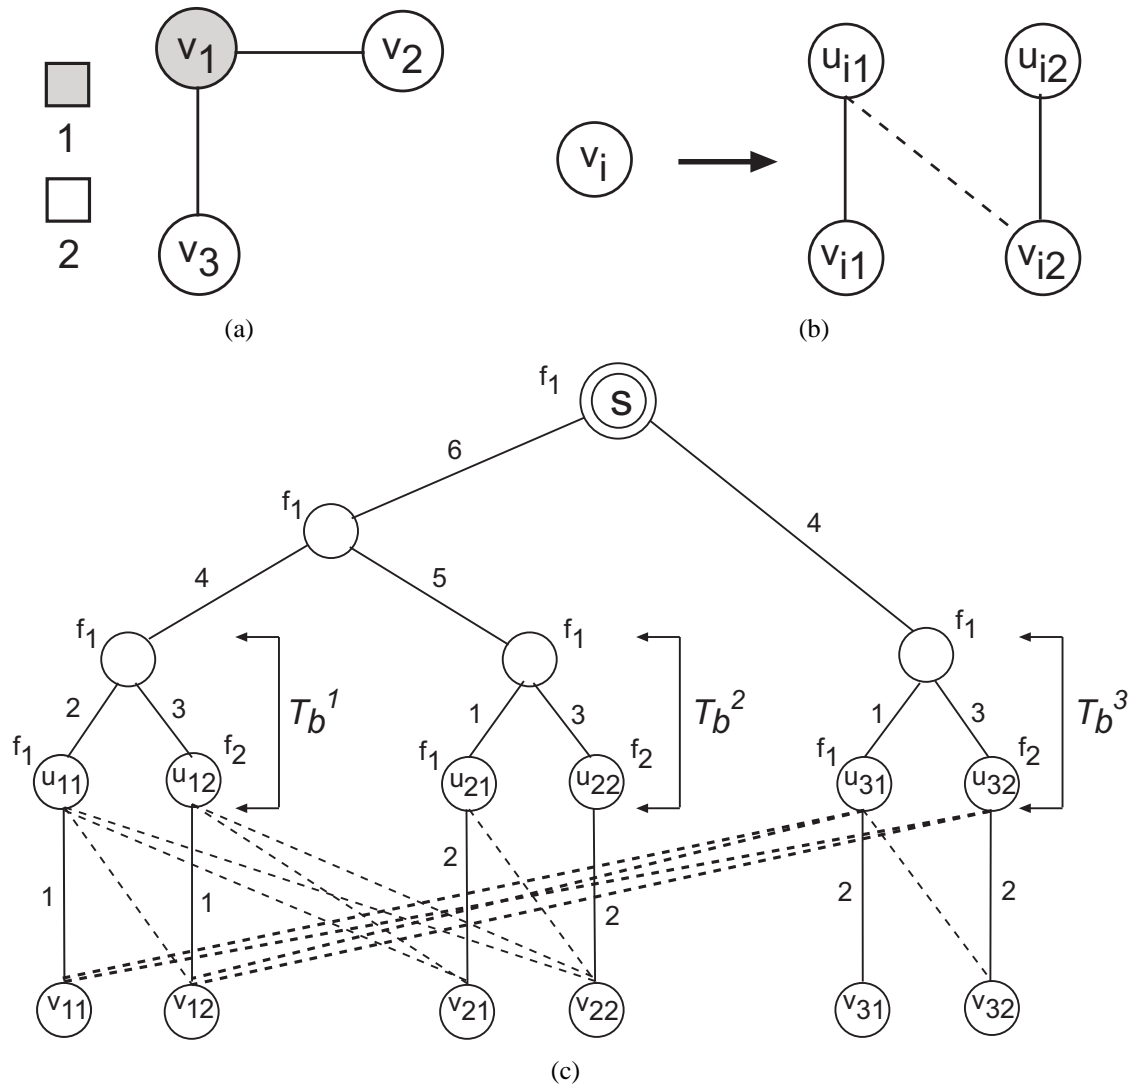 v1 v2
1
2
v3
(a)
vi
ui1 ui2
vi1 vi2
(b)
f1 s
6
f1
4
4 5
f1 f1 f1
2 3 Tb1 1 3 Tb2 1 3 Tb3
f1 u11 u12 f2 f1 u21 u22 f2 f1 u31 u32 f2
1 1 2 2 2 2
v11 v12 v21 v22 v31 v32
(c)